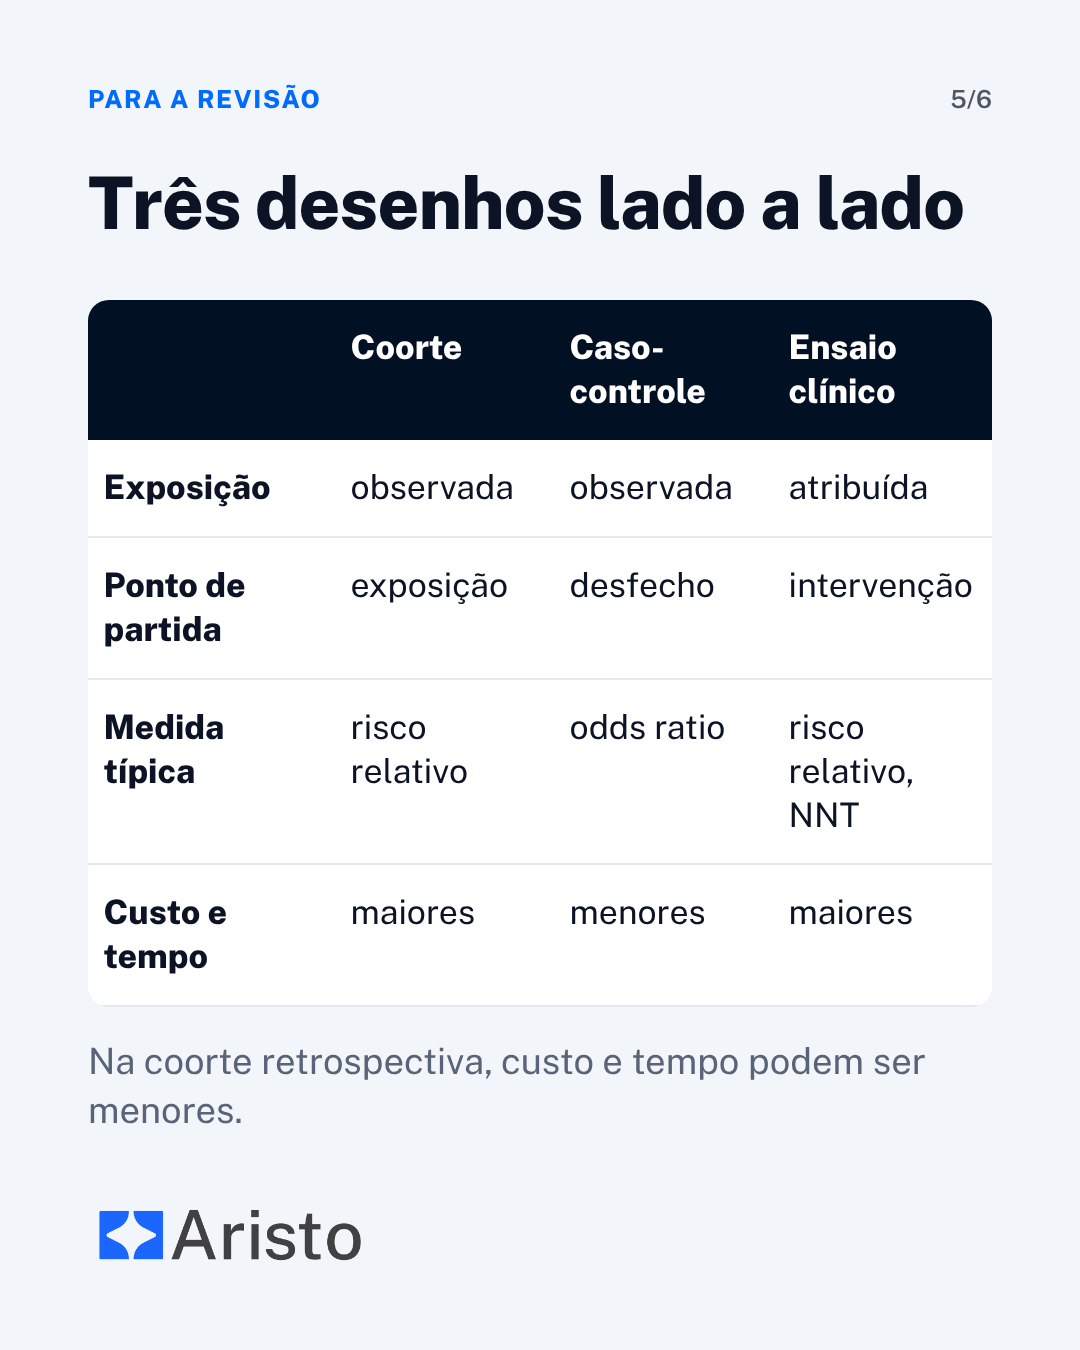 PARA A REVISÃO
5/6
Três desenhos lado a lado
Coorte
Caso-
controle
Ensaio
clínico
Exposição
observada
observada
atribuída
Ponto de
partida
exposição
desfecho
intervenção
Medida
típica
risco
relativo
odds ratio
risco
relativo,
NNT
Custo e
tempo
maiores
menores
maiores
Na coorte retrospectiva, custo e tempo podem ser
menores.
Aristo